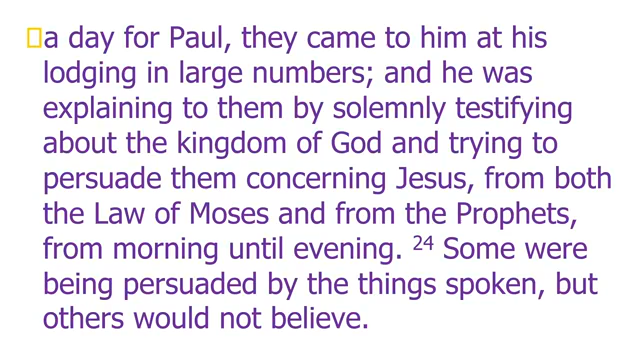 a day for Paul, they came to him at his
lodging in large numbers; and he was
explaining to them by solemnly testifying
about the kingdom of God and trying to
persuade them concerning Jesus, from both
the Law of Moses and from the Prophets,
from morning until evening. 24 Some were
being persuaded by the things spoken, but
others would not believe.